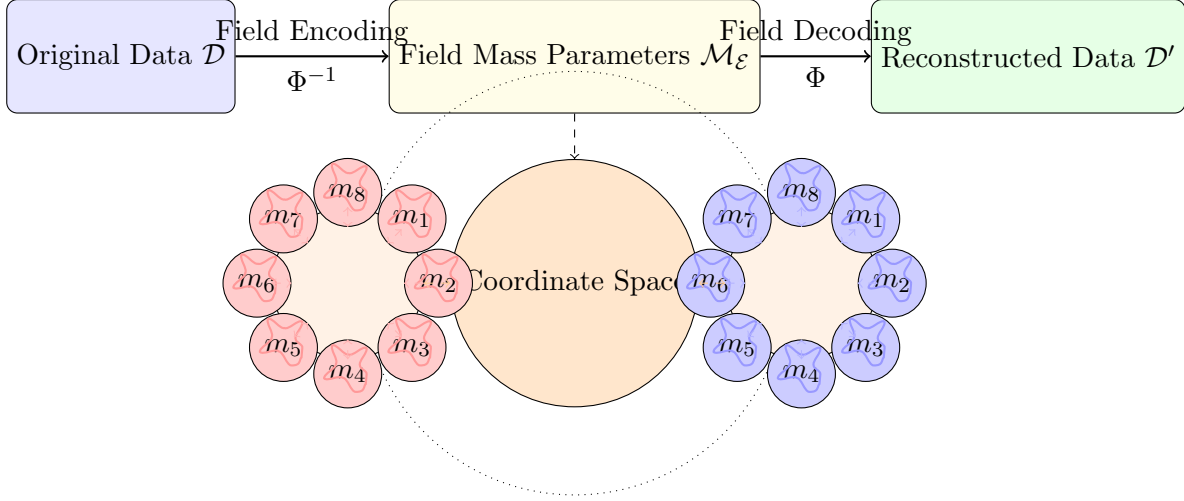 Original Data 𝒟
Field Encoding
Φ⁻¹
Field Mass Parameters ℳ_ℰ
Field Decoding
Φ
Reconstructed Data 𝒟′
m₈
m₇
m₁
m₆
m₂
m₅
m₃
m₄
Coordinate Space
m₈
m₇
m₁
m₆
m₂
m₅
m₃
m₄